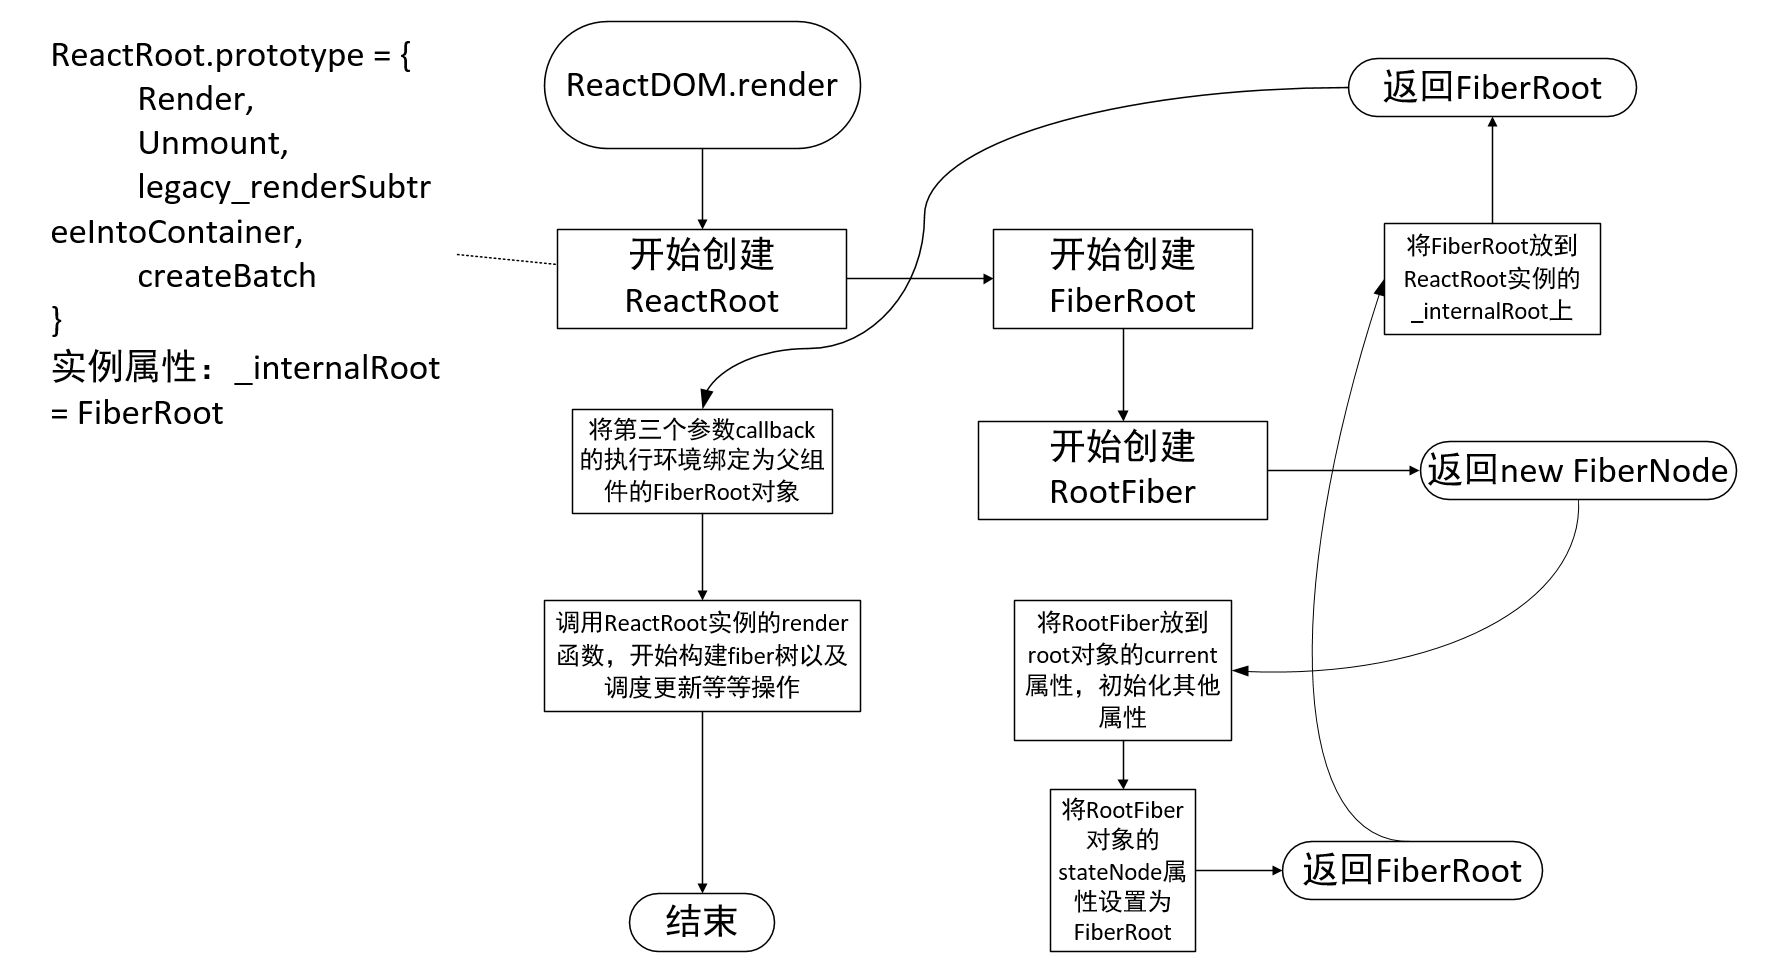 ReactRoot.prototype = {
Render,
Unmount,
legacy_renderSubtr
eeIntoContainer,
createBatch
}
实例属性：_internalRoot
= FiberRoot
ReactDOM.render
开始创建
ReactRoot
开始创建
FiberRoot
开始创建
RootFiber
返回new FiberNode
将RootFiber放到
root对象的current
属性，初始化其他
属性
将RootFiber
对象的
stateNode属
性设置为
FiberRoot
返回FiberRoot
将FiberRoot放到
ReactRoot实例的
_internalRoot上
返回FiberRoot
将第三个参数callback
的执行环境绑定为父组
件的FiberRoot对象
调用ReactRoot实例的render
函数，开始构建fiber树以及
调度更新等等操作
结束